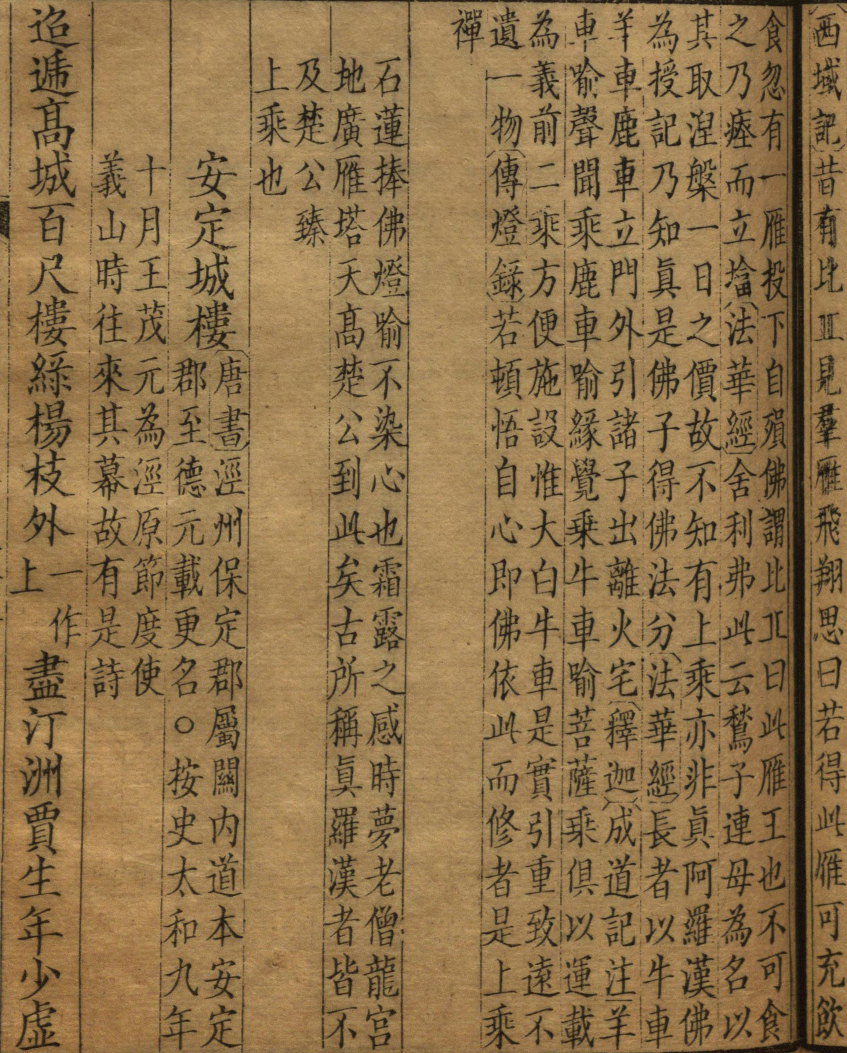 西域記昔有比丘見羣雁飛翔思曰若得此雁可充飲
食忽有一雁投下自殞佛謂比丘曰此雁王也不可食
之乃瘞而立墖法華經舍利弗此云鶖子連母為名以
其取涅槃一日之價故不知有上乘亦非眞阿羅漢佛
為授記乃知眞是佛子得佛法分法華經長者以牛車
羊車鹿車立門外引諸子出離火宅釋迦成道記注羊
車喻聲聞乘鹿車喻緣覺乘牛車喻菩薩乘俱以運載
為義前二乘方便施設惟大白牛車是實引重致遠不
遺一物傳燈錄若頓悟自心即佛依此而修者是上乘
禪
石蓮捧佛燈喻不染心也霜露之感時夢老僧龍宮
地廣雁塔天高楚公到此矣古所稱眞羅漢者皆不
及楚公臻
上乘也
安定城樓
唐書涇州保定郡屬關內道本安定
郡至德元載更名○按史太和九年
十月王茂元為涇原節度使
義山時往來其幕故有是詩
迢遞高城百尺樓綠楊枝外一作上盡汀洲賈生年少虛